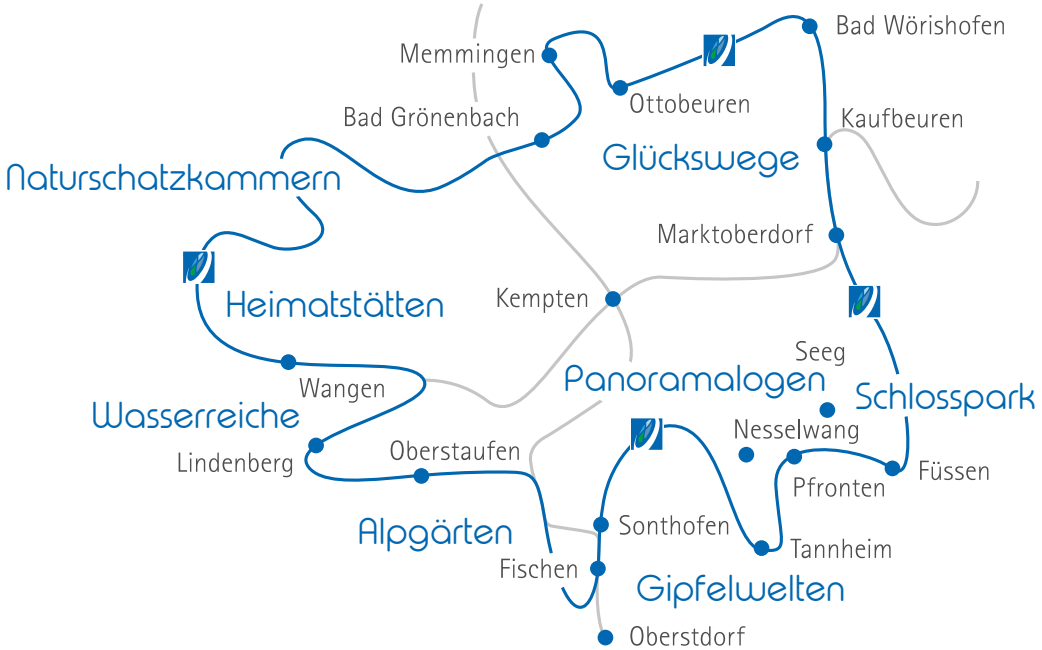 Bad Wörishofen
Memmingen
Ottobeuren
Bad Grönenbach
Kaufbeuren
Glückswege
Naturschatzkammern
Marktoberdorf
Heimatstätten
Kempten
Seeg
Panoramalogen
Wangen
Schlosspark
Wasserreiche
Nesselwang
Oberstaufen
Lindenberg
Füssen
Pfronten
Sonthofen
Alpgärten
Tannheim
Fischen
Gipfelwelten
Oberstdorf